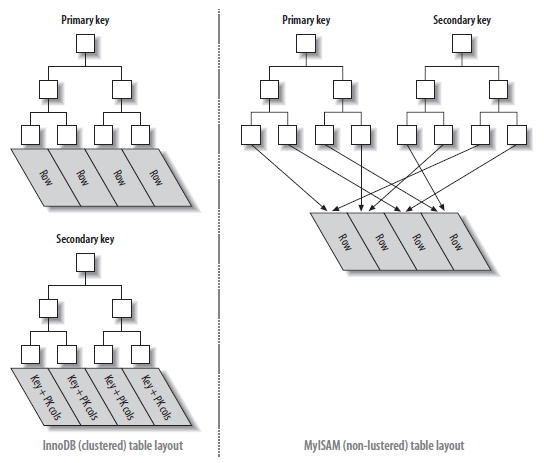 Primary key
Row
Row
Row
Row
Secondary key
Key + PK cols
Key + PK cols
Key + PK cols
Key + PK cols
InnoDB (clustered) table layout
Primary key
Secondary key
Row
Row
Row
Row
MyISAM (non-lustered) table layout